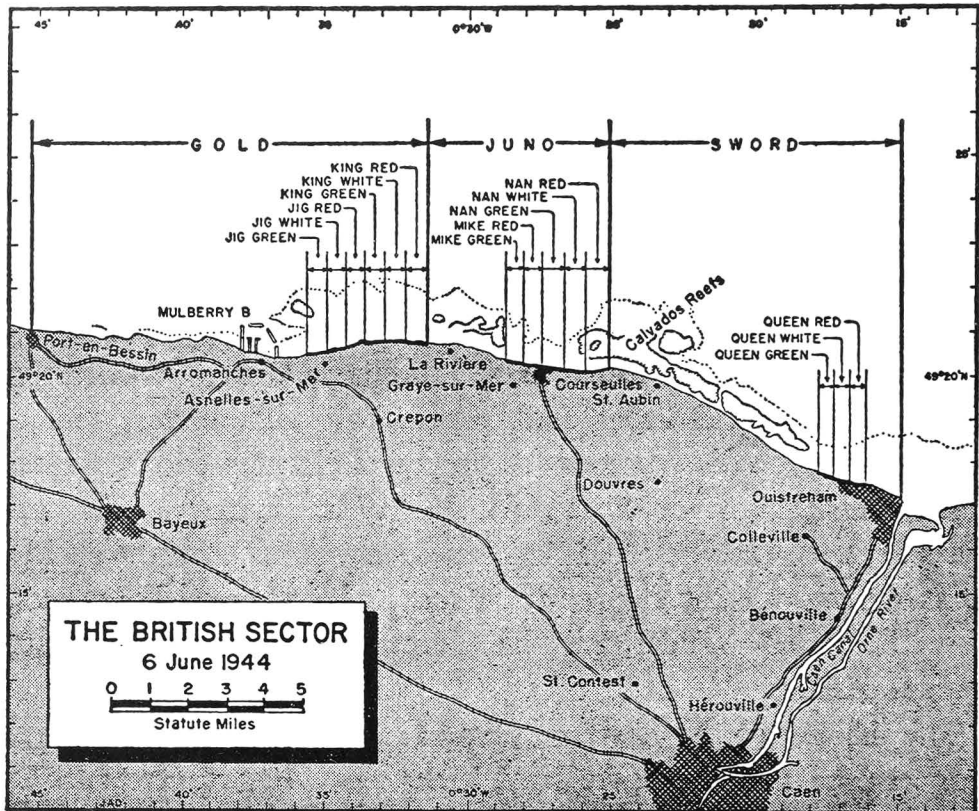 45' 40' 35 0°30'W 25' 20' 15'
GOLD JUNO SWORD
20'
KING RED
KING WHITE
KING GREEN
JIG RED
JIG WHITE
JIG GREEN
NAN RED
NAN WHITE
NAN GREEN
MIKE RED
MIKE GREEN
MULBERRY B
Calvados Reefs
QUEEN RED
QUEEN WHITE
QUEEN GREEN
Port-en-Bessin
49°20'N
Arromanches
Asnelles-sur-Mer
La Rivière
Graye-sur-Mer
Courseulles
St. Aubin
49°20'N
Crepon
Douvres
Ouistreham
Bayeux
Colleville
15'
Bénouville
15'
Caen Canal
Orne River
THE BRITISH SECTOR
6 June 1944
0 1 2 3 4 5
Statute Miles
St. Contest
Hérouville
Caen
J.A.D.
45' 40' 35' 0°30'W 25' 20' 15'